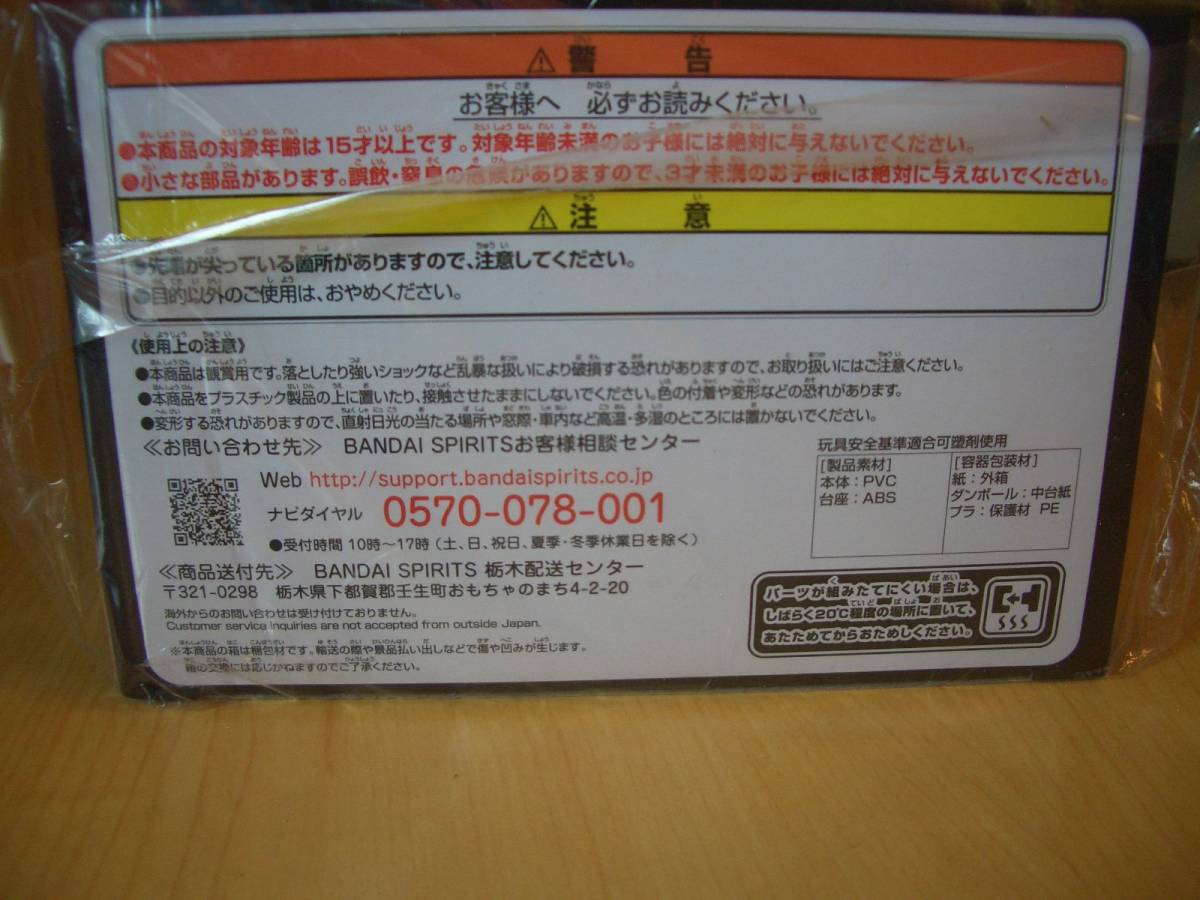 ⚠警告
お客様へ 必ずお読みください。
●本商品の対象年齢は15才以上です。対象年齢未満のお子様には絶対に与えないでください。
●小さな部品があります。誤飲・窒息の危険がありますので、3才未満のお子様には絶対に与えないでください。
⚠注意
●先端が尖っている箇所がありますので、注意してください。
●目的以外のご使用は、おやめください。
《使用上の注意》
●本商品は観賞用です。落としたり強いショックなど乱暴な扱いにより破損する恐れがありますので、お取り扱いにはご注意ください。
●本商品をプラスチック製品の上に置いたり、接触させたままにしないでください。色の付着や変形などの恐れがあります。
●変形する恐れがありますので、直射日光の当たる場所や窓際・車内など高温・多湿のところには置かないでください。
≪お問い合わせ先≫ BANDAI SPIRITSお客様相談センター
Web http://support.bandaispirits.co.jp
ナビダイヤル 0570-078-001
●受付時間 10時～17時(土、日、祝日、夏季・冬季休業日を除く)
≪商品送付先≫ BANDAI SPIRITS 栃木配送センター
〒321-0298 栃木県下都賀郡壬生町おもちゃのまち4-2-20
海外からのお問い合わせは受け付けておりません。
Customer service inquiries are not accepted from outside Japan.
※本商品の箱は梱包材です。輸送の際や景品払い出しなどで傷や凹みが生じます。
箱の交換には応じかねますのでご了承ください。
玩具安全基準適合可塑剤使用
[製品素材]
本体:PVC
台座:ABS
[容器包装材]
紙:外箱
ダンボール:中台紙
プラ:保護材 PE
パーツが組みたてにくい場合は、
しばらく20℃程度の場所に置いて、
あたためてからおためしください。